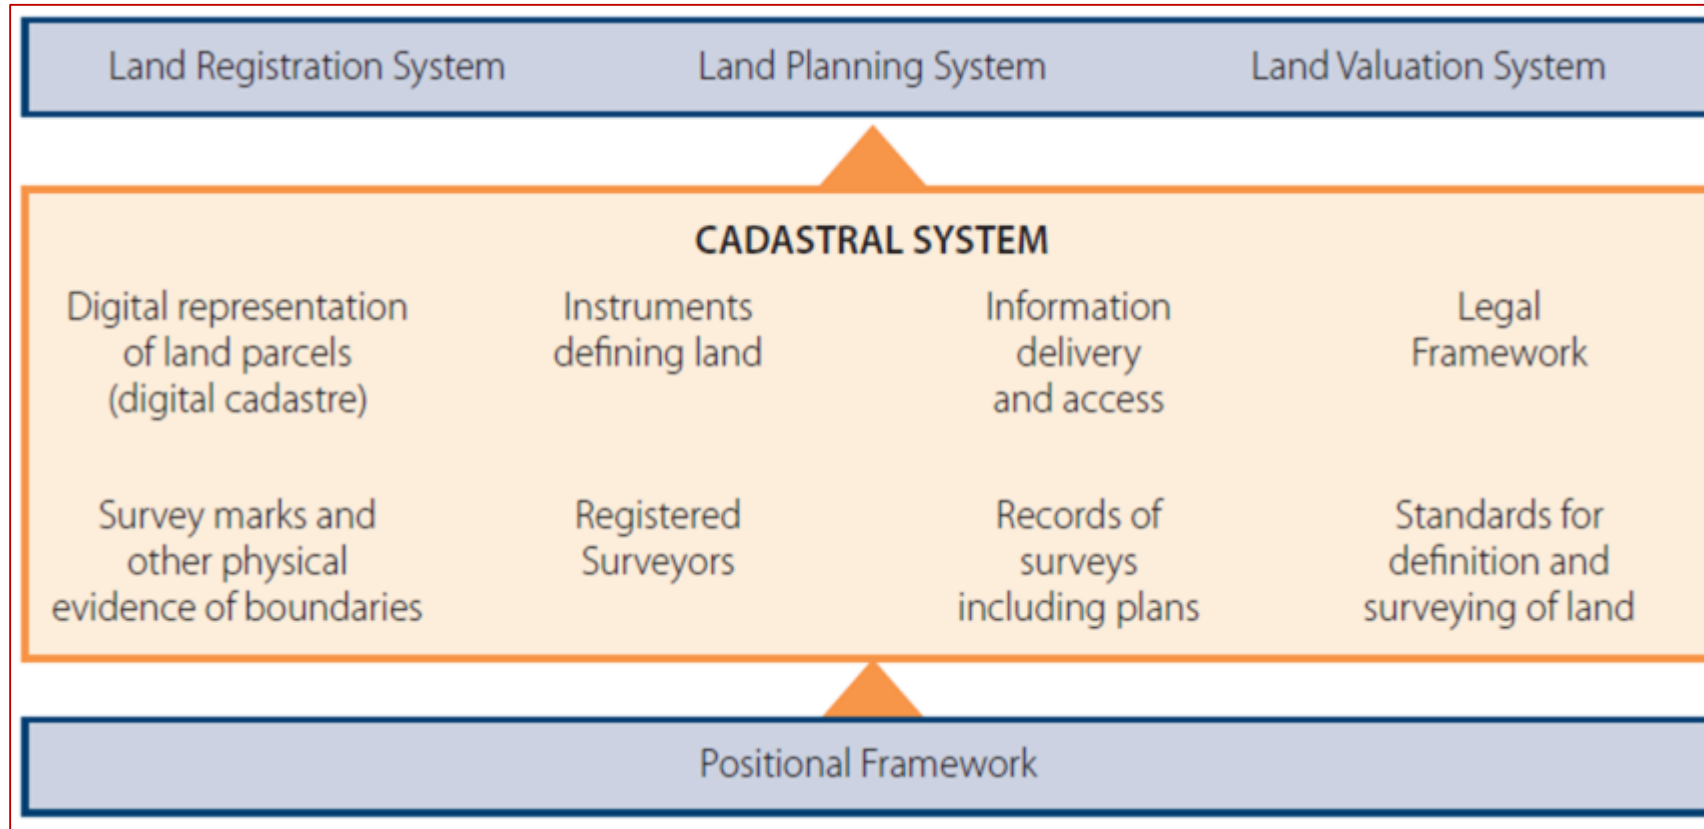 Land Registration System
Land Planning System
Land Valuation System
CADASTRAL SYSTEM
Digital representation
of land parcels
(digital cadastre)
Instruments
defining land
Information
delivery
and access
Legal
Framework
Survey marks and
other physical
evidence of boundaries
Registered
Surveyors
Records of
surveys
including plans
Standards for
definition and
surveying of land
Positional Framework